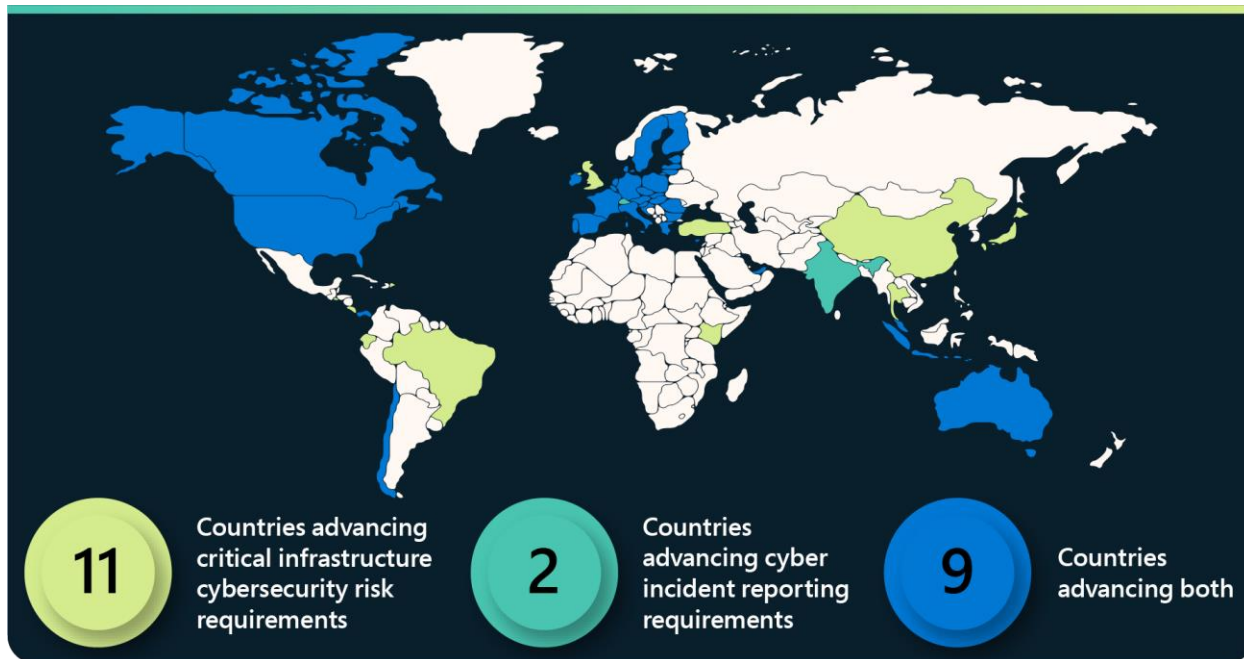 11
Countries advancing
critical infrastructure
cybersecurity risk
requirements
2
Countries
advancing cyber
incident reporting
requirements
9
Countries
advancing both